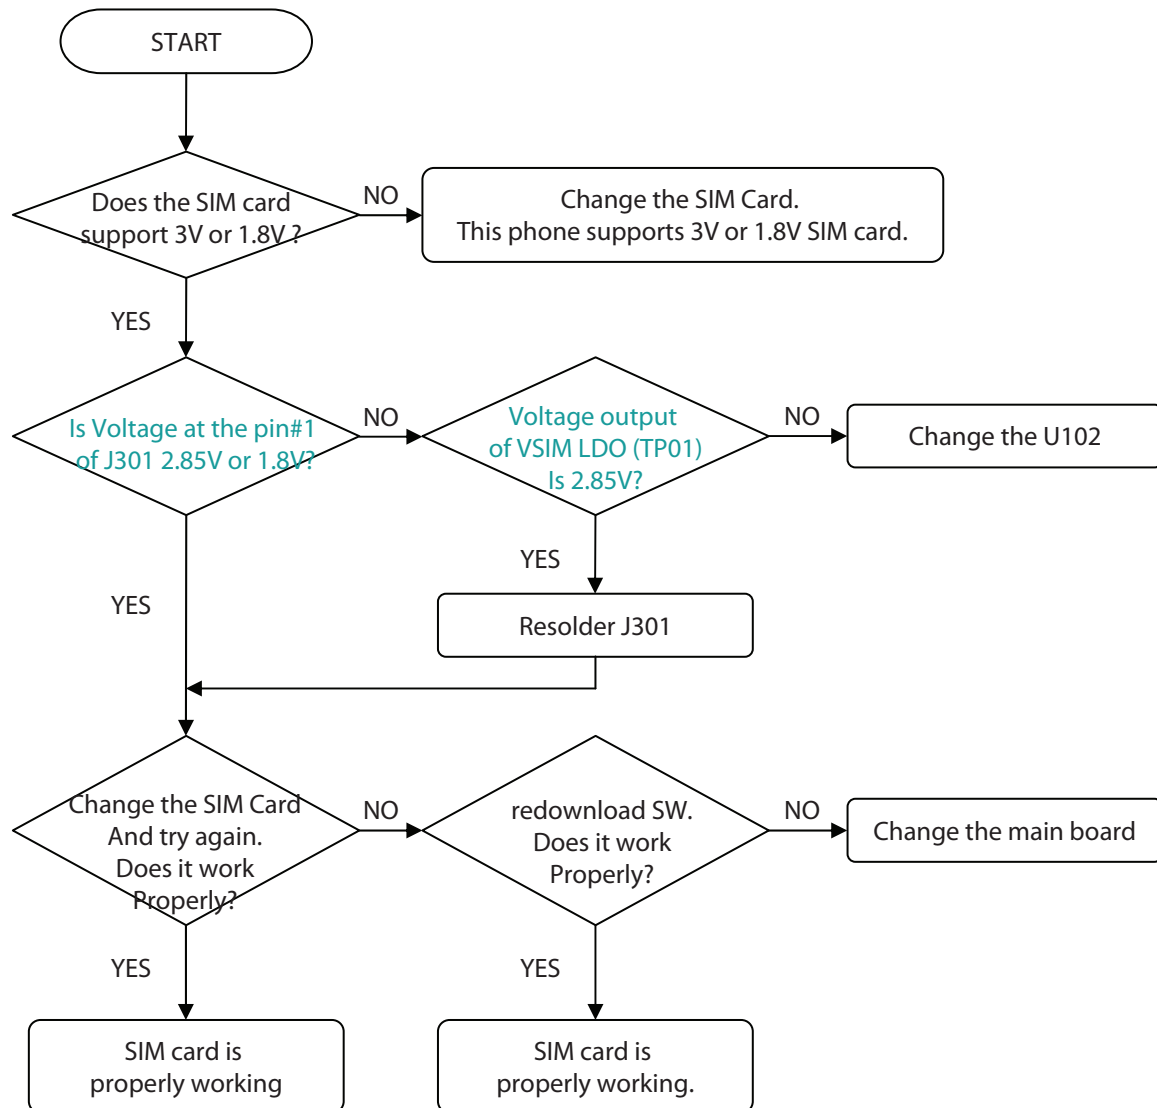 START
Does the SIM card
support 3V or 1.8V ?
NO
Change the SIM Card.
This phone supports 3V or 1.8V SIM card.
YES
Is Voltage at the pin#1
of J301 2.85V or 1.8V?
NO
Voltage output
of VSIM LDO (TP01)
Is 2.85V?
NO
Change the U102
YES
YES
Resolder J301
Change the SIM Card
And try again.
Does it work
Properly?
NO
redownload SW.
Does it work
Properly?
NO
Change the main board
YES
YES
SIM card is
properly working
SIM card is
properly working.